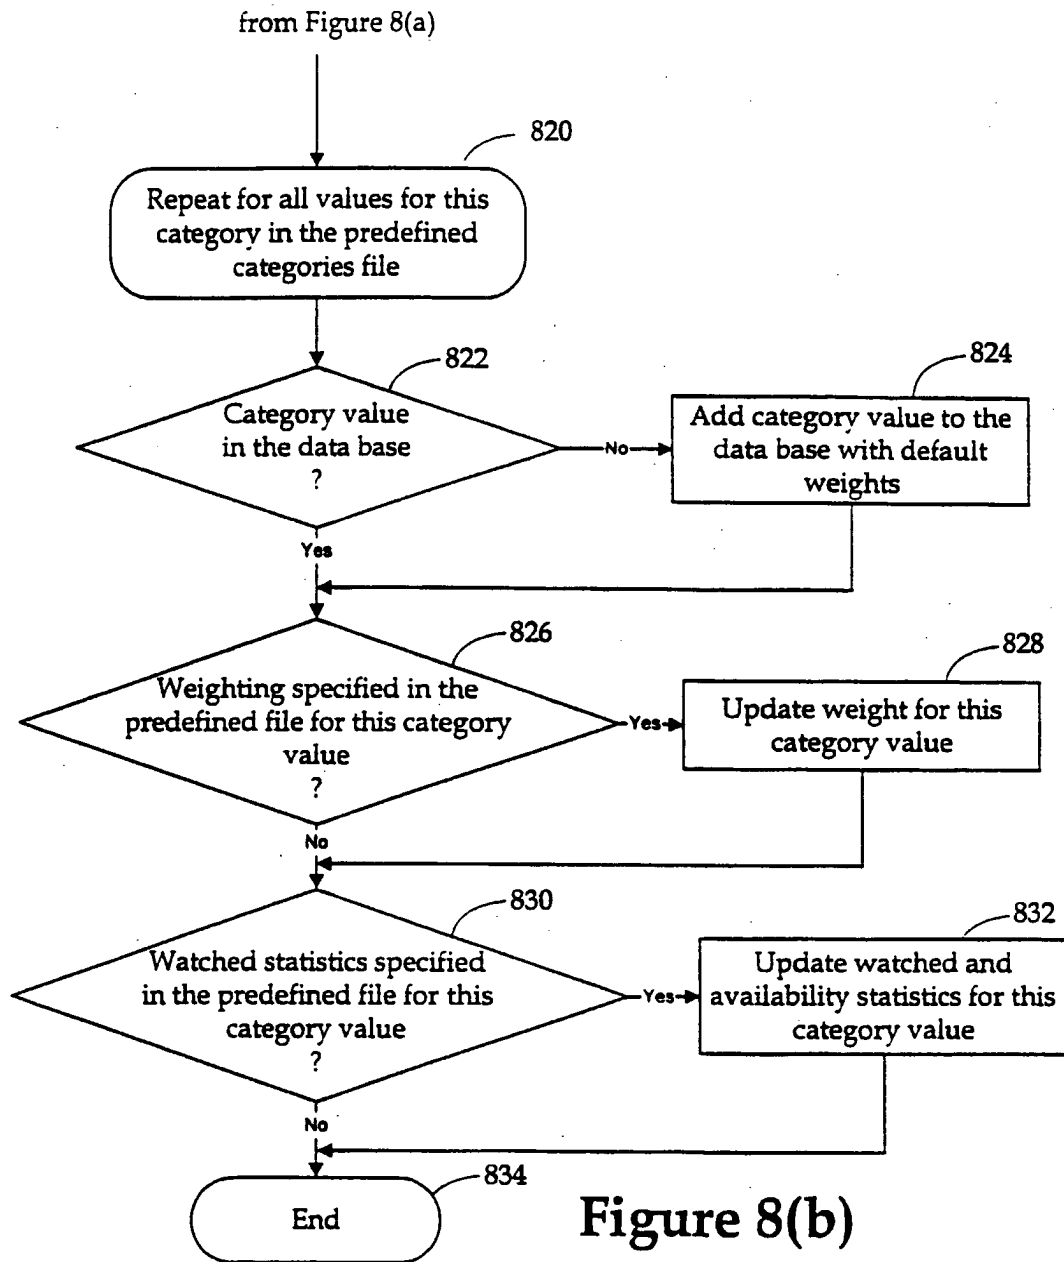 from Figure 8(a)
820
Repeat for all values for this
category in the predefined
categories file
822
Category value
in the data base
?
824
No
Add category value to the
data base with default
weights
Yes
826
Weighting specified in the
predefined file for this category
value
?
828
Yes
Update weight for this
category value
No
830
Watched statistics specified
in the predefined file for this
category value
?
832
Yes
Update watched and
availability statistics for this
category value
No
834
End
Figure 8(b)